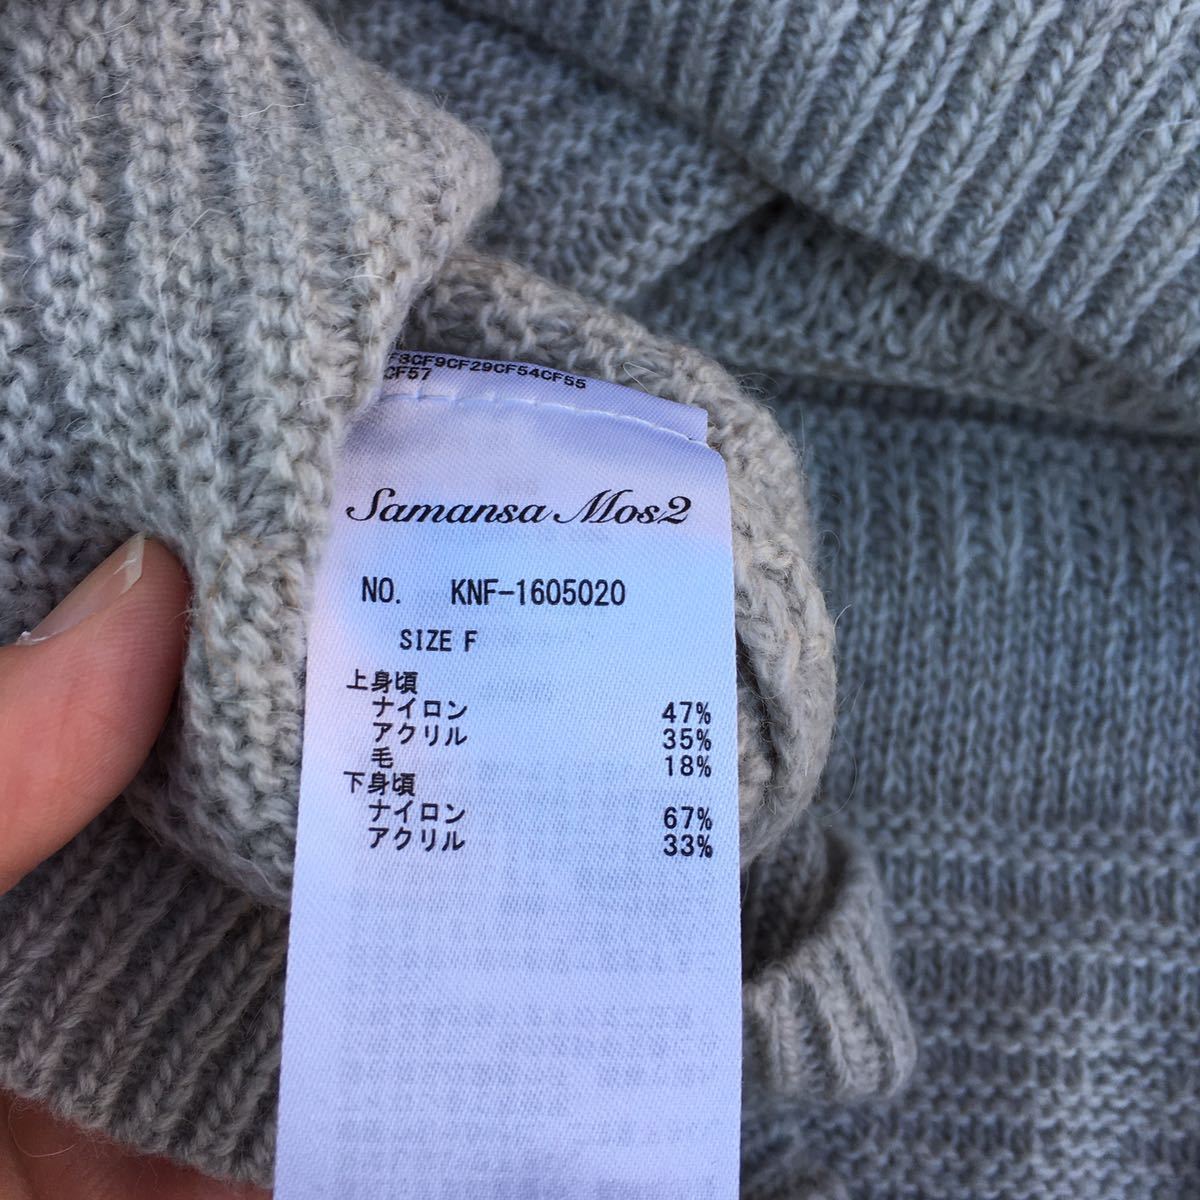 F8CF9CF29CF54CF55
CF57
Samansa Mos2
NO. KNF-1605020
SIZE F
上身頃
ナイロン 47%
アクリル 35%
毛 18%
下身頃
ナイロン 67%
アクリル 33%